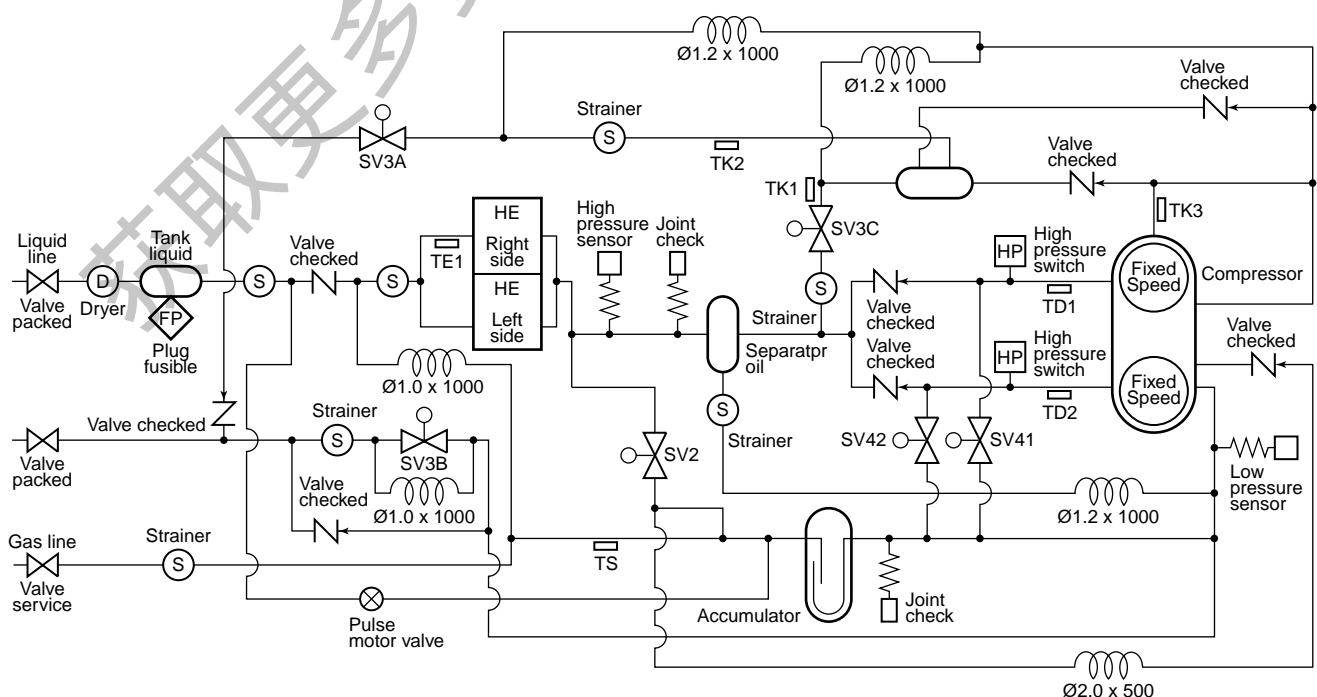 获取更多
Ø1.2 x 1000
Ø1.2 x 1000
Valve
checked
Strainer
S
SV3A
TK2
Valve
checked
TK1
TK3
SV3C
HE
Right
side
HE
Left
side
TE1
High
pressure
sensor
Joint
check
Liquid
line
Valve
packed
D
Dryer
Tank
liquid
FP
Plug
fusible
S
Valve
checked
S
S
Strainer
Separatpr
oil
Valve
checked
Valve
checked
HP
High
pressure
switch
TD1
HP
High
pressure
switch
TD2
Fixed
Speed
Fixed
Speed
Compressor
Valve
checked
Ø1.0 x 1000
S
Strainer
Valve checked
Strainer
S
SV3B
Ø1.0 x 1000
Valve
packed
Valve
checked
SV2
SV42
SV41
Low
pressure
sensor
Ø1.2 x 1000
Gas line
Valve
service
Strainer
S
TS
Accumulator
Joint
check
Pulse
motor valve
Ø2.0 x 500